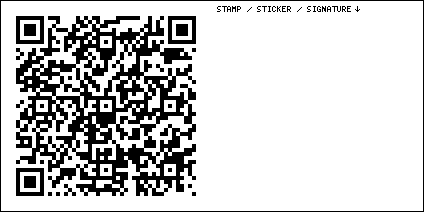 STAMP / STICKER / SIGNATURE ↓